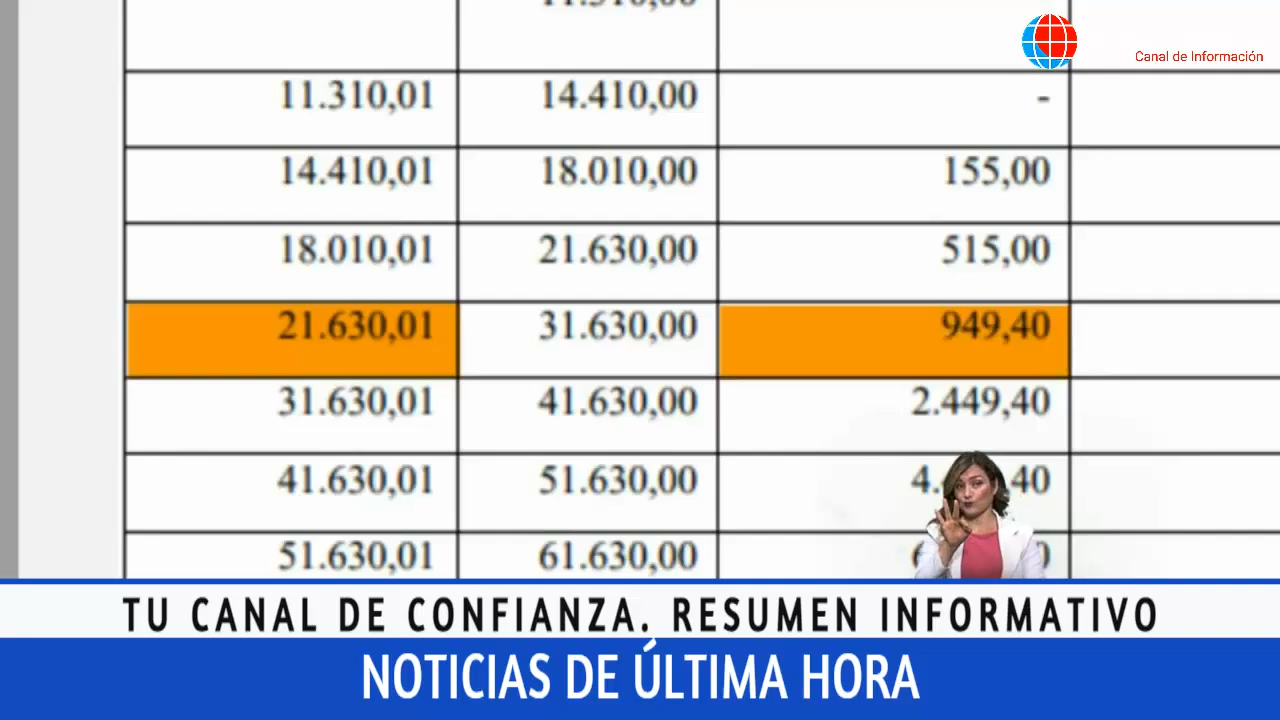 Canal de Información
11.310,01 14.410,00 -
14.410,01 18.010,00 155,00
18.010,01 21.630,00 515,00
21.630,01 31.630,00 949,40
31.630,01 41.630,00 2.449,40
41.630,01 51.630,00
51.630,01 61.630,00
TU CANAL DE CONFIANZA. RESUMEN INFORMATIVO
NOTICIAS DE ÚLTIMA HORA